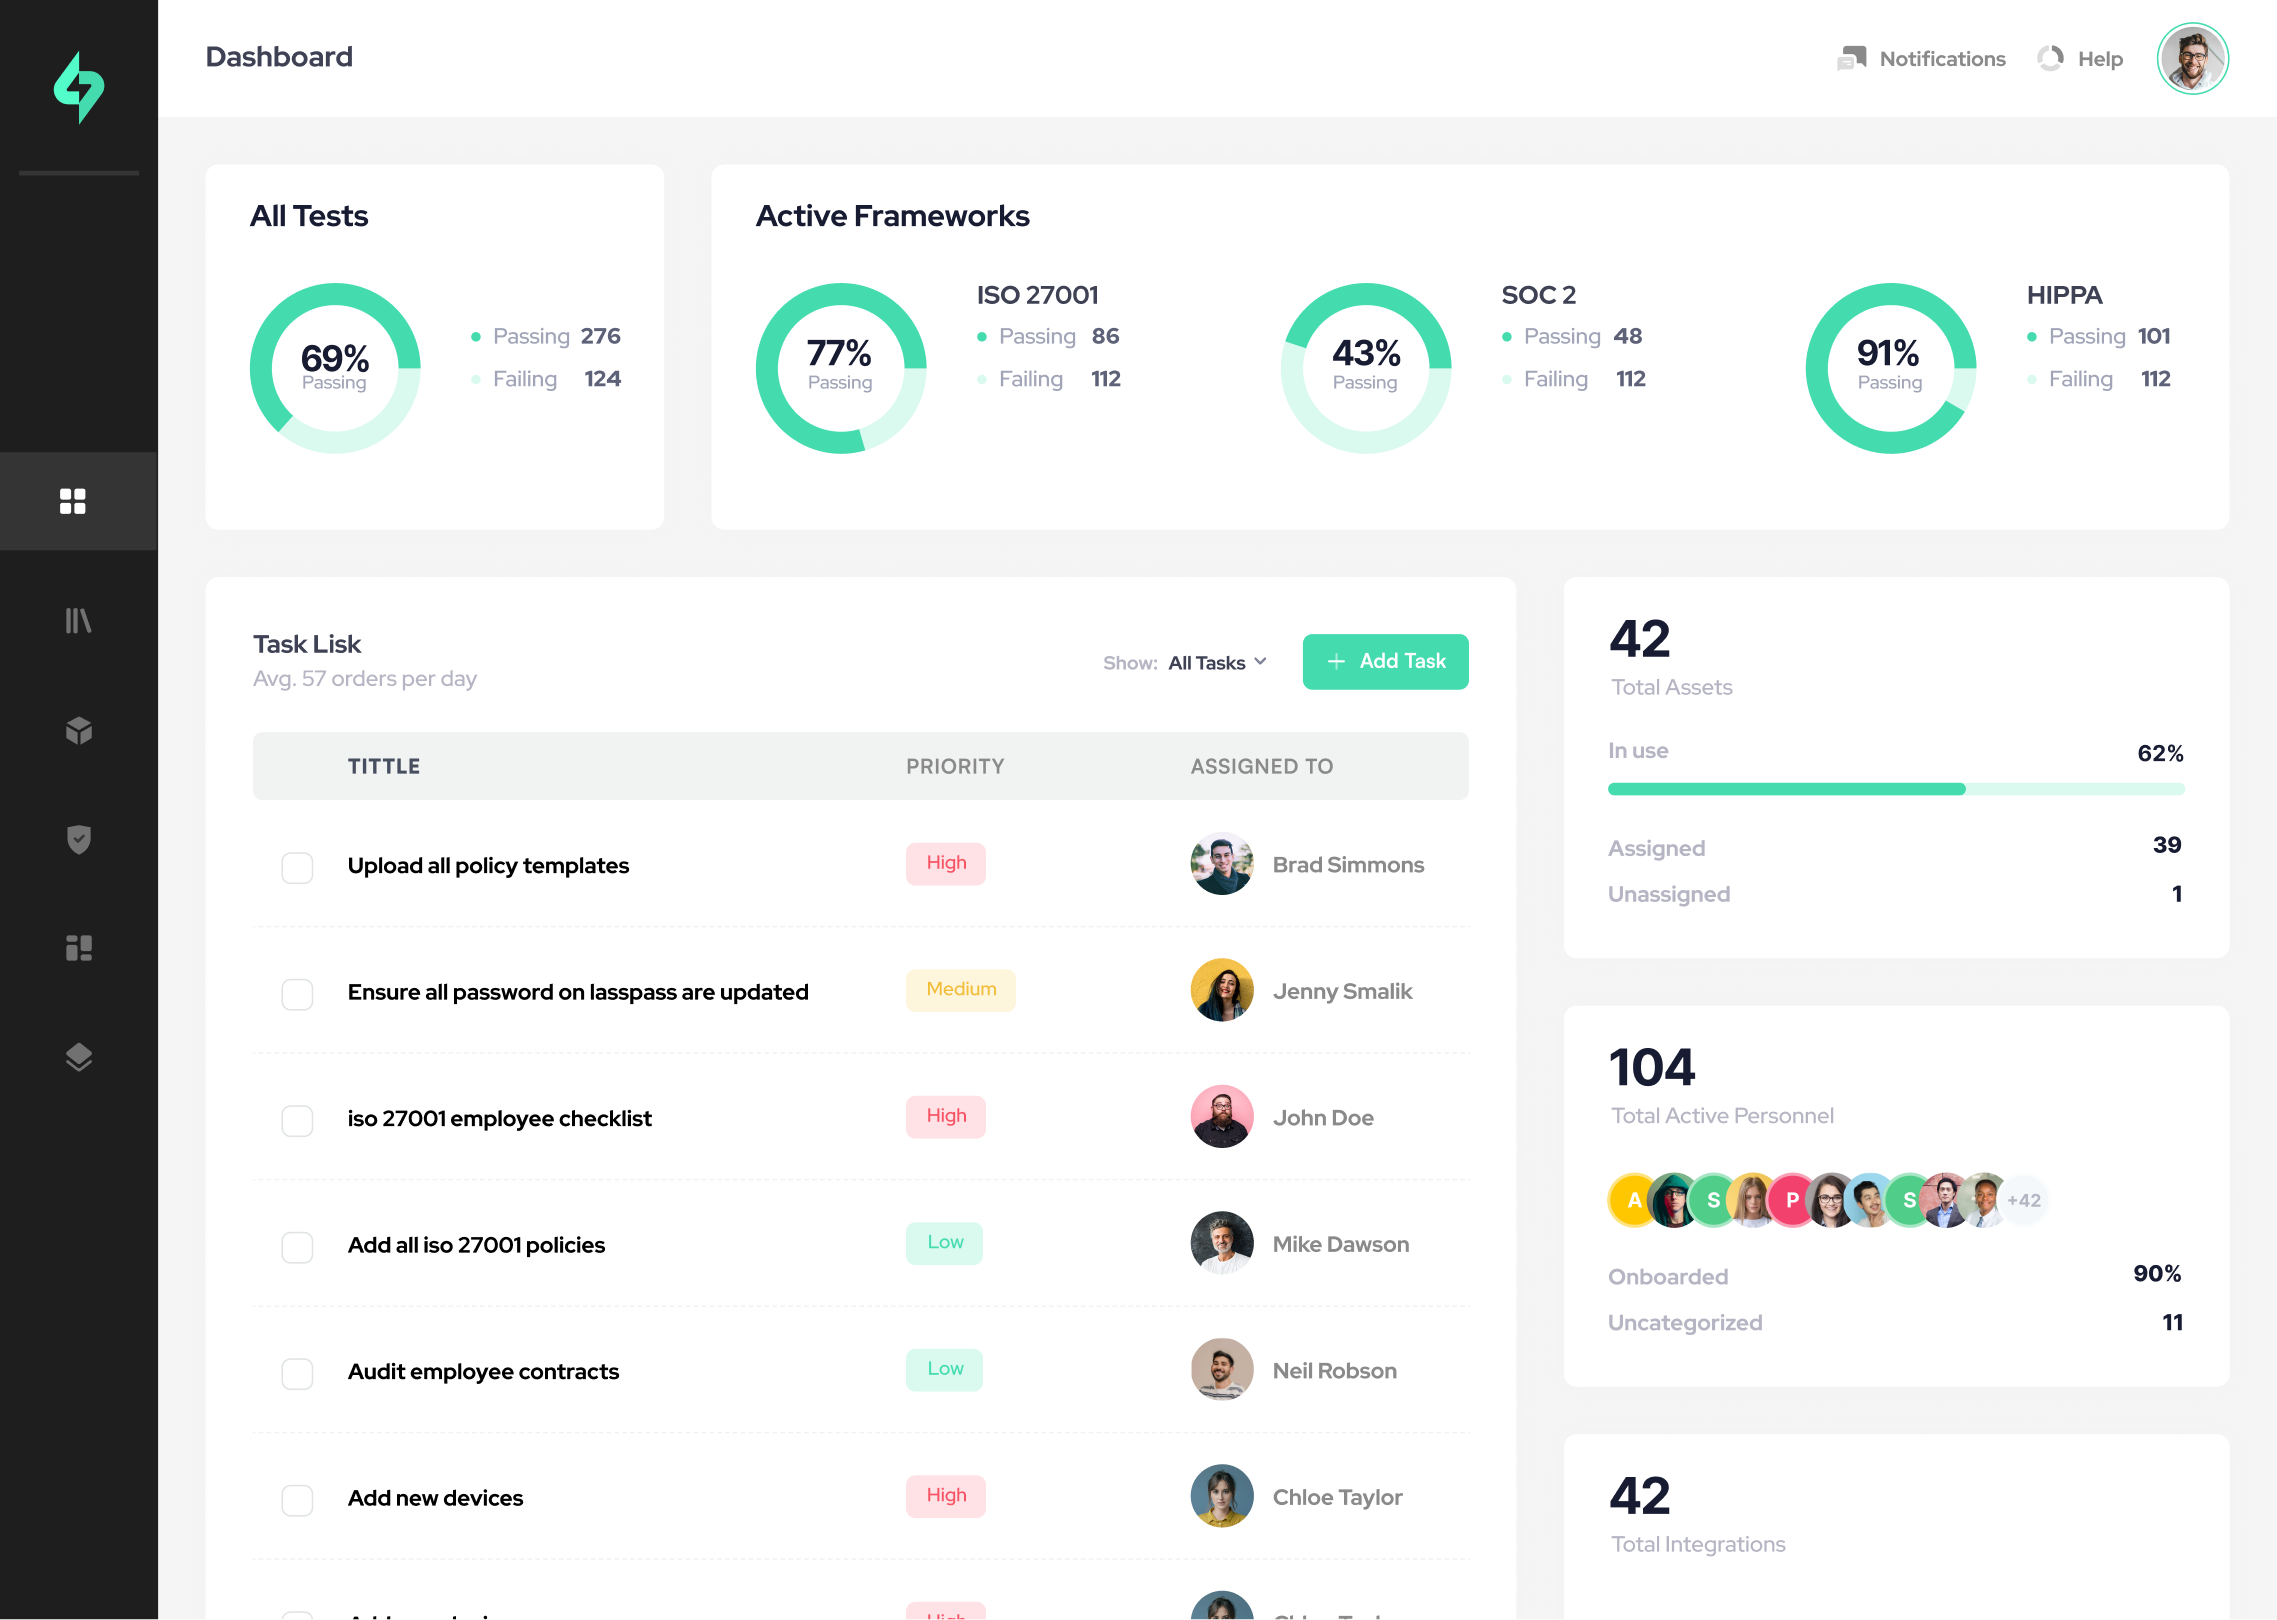 Dashboard
Notifications
Help
All Tests
69%
Passing
Passing 276
Failing 124
Active Frameworks
77%
Passing
ISO 27001
Passing 86
Failing 112
43%
Passing
SOC 2
Passing 48
Failing 112
91%
Passing
HIPPA
Passing 101
Failing 112
Task Lisk
Avg. 57 orders per day
Show: All Tasks
+ Add Task
TITTLE PRIORITY ASSIGNED TO
Upload all policy templates High Brad Simmons
Ensure all password on lasspass are updated Medium Jenny Smalik
iso 27001 employee checklist High John Doe
Add all iso 27001 policies Low Mike Dawson
Audit employee contracts Low Neil Robson
Add new devices High Chloe Taylor
42
Total Assets
In use 62%
Assigned 39
Unassigned 1
104
Total Active Personnel
A S P S +42
Onboarded 90%
Uncategorized 11
42
Total Integrations